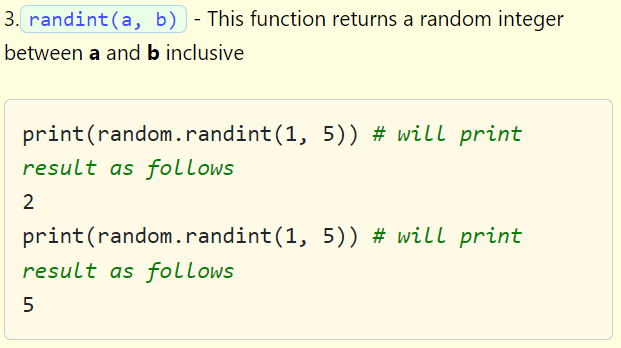 3. randint(a, b) - This function returns a random integer
between a and b inclusive
print(random.randint(1, 5)) # will print
result as follows
2
print(random.randint(1, 5)) # will print
result as follows
5